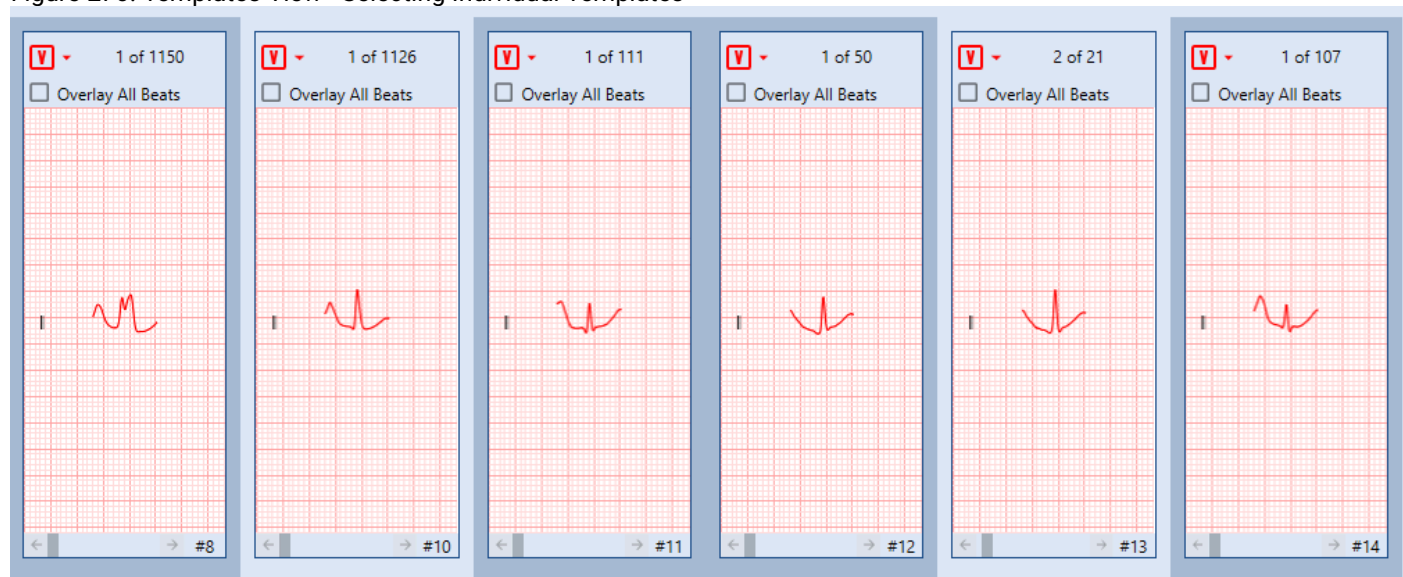 V 1 of 1150
Overlay All Beats
I
← → #8
V 1 of 1126
Overlay All Beats
I
← → #10
V 1 of 111
Overlay All Beats
I
← → #11
V 1 of 50
Overlay All Beats
I
← → #12
V 2 of 21
Overlay All Beats
I
← → #13
V 1 of 107
Overlay All Beats
I
← → #14